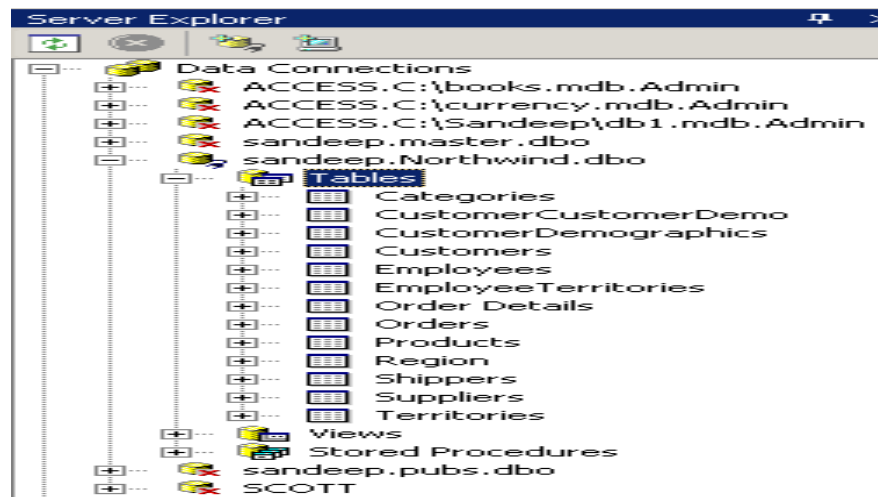 Server Explorer
Data Connections
ACCESS.C:\books.mdb.Admin
ACCESS.C:\currency.mdb.Admin
ACCESS.C:\Sandeep\db1.mdb.Admin
sandeep.master.dbo
sandeep.Northwind.dbo
Tables
Categories
CustomerCustomerDemo
CustomerDemographics
Customers
Employees
EmployeeTerritories
Order Details
Orders
Products
Region
Shippers
Suppliers
Territories
Views
Stored Procedures
sandeep.pubs.dbo
SCOTT